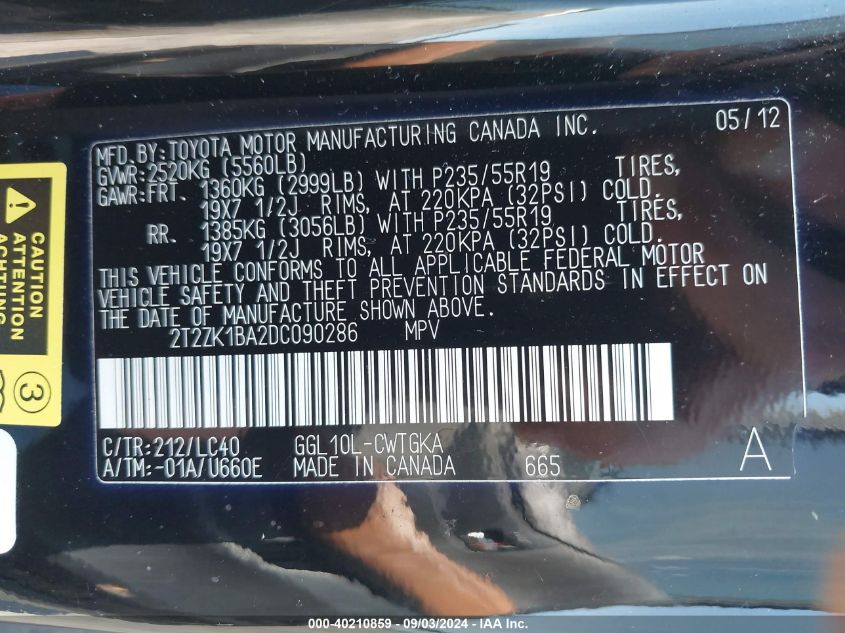 MFD.BY:TOYOTA MOTOR MANUFACTURING CANADA INC. 05/12
GVWR:2520KG (5560LB)
GAWR:FRT. 1360KG (2999LB) WITH P235/55R19 TIRES,
19X7 1/2J RIMS, AT 220KPA (32PSI) COLD.
RR. 1385KG (3056LB) WITH P235/55R19 TIRES,
19X7 1/2J RIMS, AT 220KPA (32PSI) COLD.
THIS VEHICLE CONFORMS TO ALL APPLICABLE FEDERAL MOTOR
VEHICLE SAFETY AND THEFT PREVENTION STANDARDS IN EFFECT ON
THE DATE OF MANUFACTURE SHOWN ABOVE.
2T2ZK1BA2DC090286 MPV
C/TR:212/LC40 GGL10L-CWTGKA
A/TM:-01A/U660E MADE IN CANADA 665 A
CAUTION
ATTENTION
ACHTUNG
3
000-40210859 - 09/03/2024 - IAA Inc.